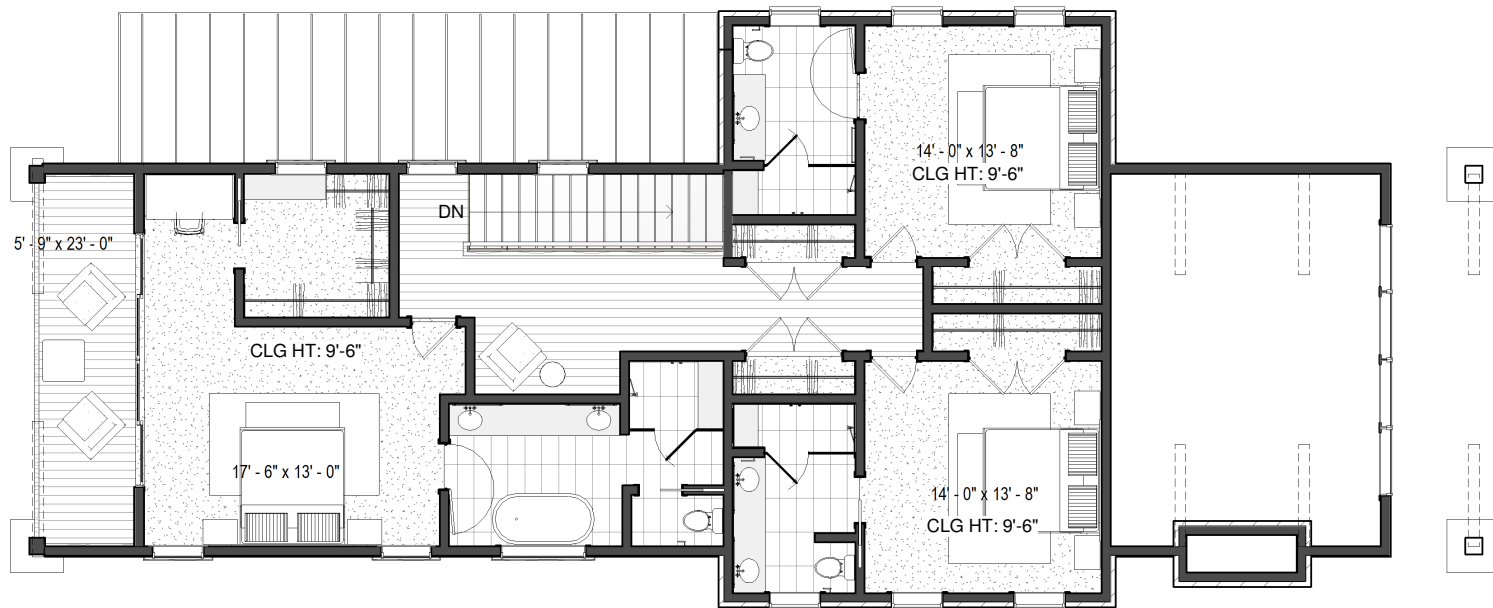 14' - 0" x 13' - 8"
CLG HT: 9'-6"
DN
5' - 9" x 23' - 0"
CLG HT: 9'-6"
17' - 6" x 13' - 0"
14' - 0" x 13' - 8"
CLG HT: 9'-6"